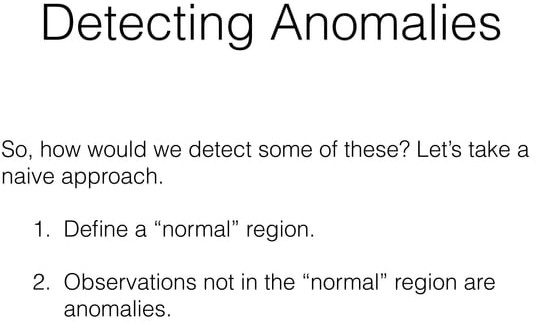 Detecting Anomalies
So, how would we detect some of these? Let’s take a
naive approach.
1. Define a “normal” region.
2. Observations not in the “normal” region are
anomalies.